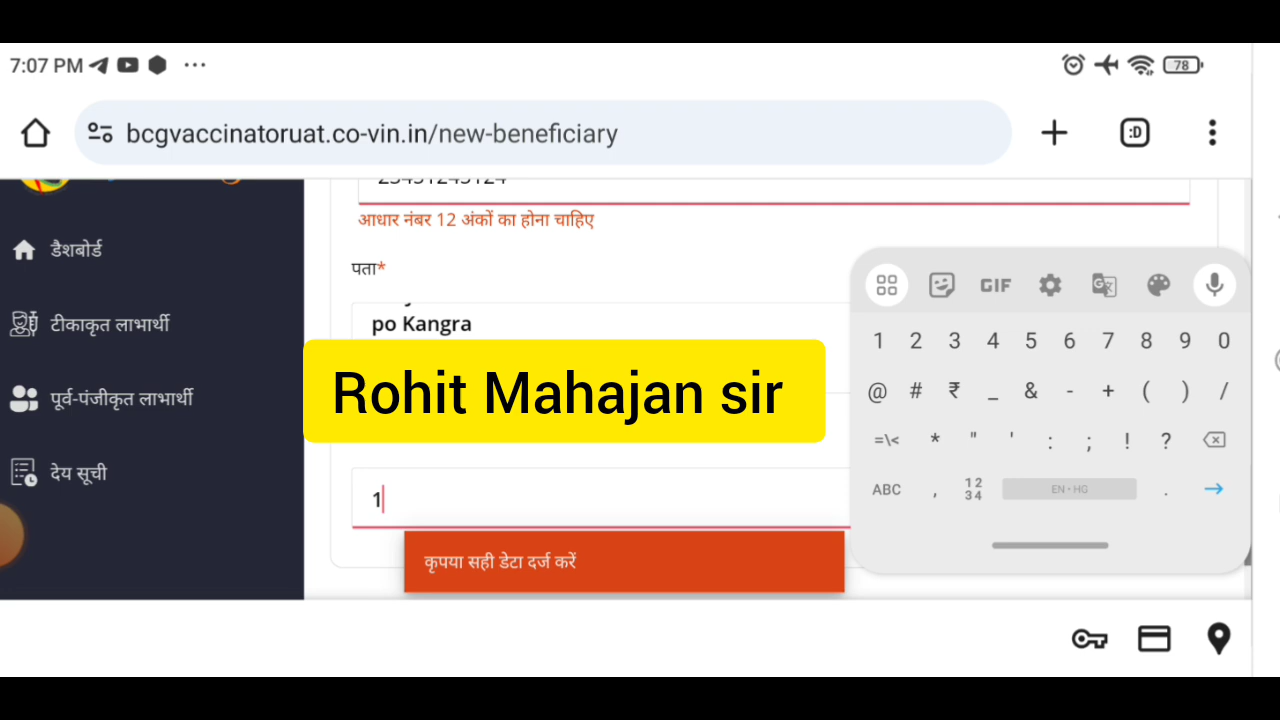 7:07 PM
78
bcgvaccinatoruat.co-vin.in/new-beneficiary
:D
आधार नंबर 12 अंकों का होना चाहिए
डैशबोर्ड
पता*
टीकाकृत लाभार्थी
po Kangra
पूर्व-पंजीकृत लाभार्थी
Rohit Mahajan sir
देय सूची
1
कृपया सही डेटा दर्ज करें
GIF
1 2 3 4 5 6 7 8 9 0
@ # ₹ _ & - + ( ) /
=\< * " ' : ; ! ?
ABC , 12 34 EN • HG .